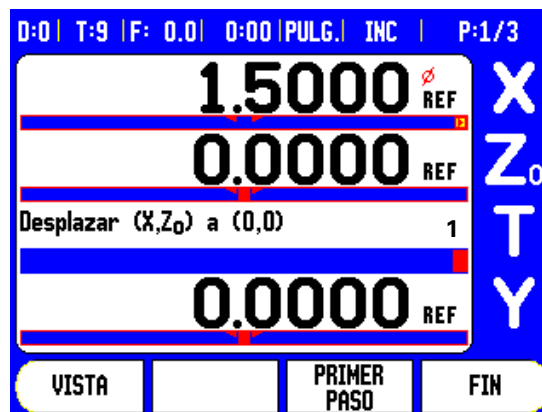 D:0 | T:9 | F: 0.0 | 0:00 | PULG. | INC | P:1/3
1.5000 Ø REF X
0.0000 REF Z₀
Desplazar (X,Z₀) a (0,0) 1 T
0.0000 REF Y
VISTA PRIMER PASO FIN